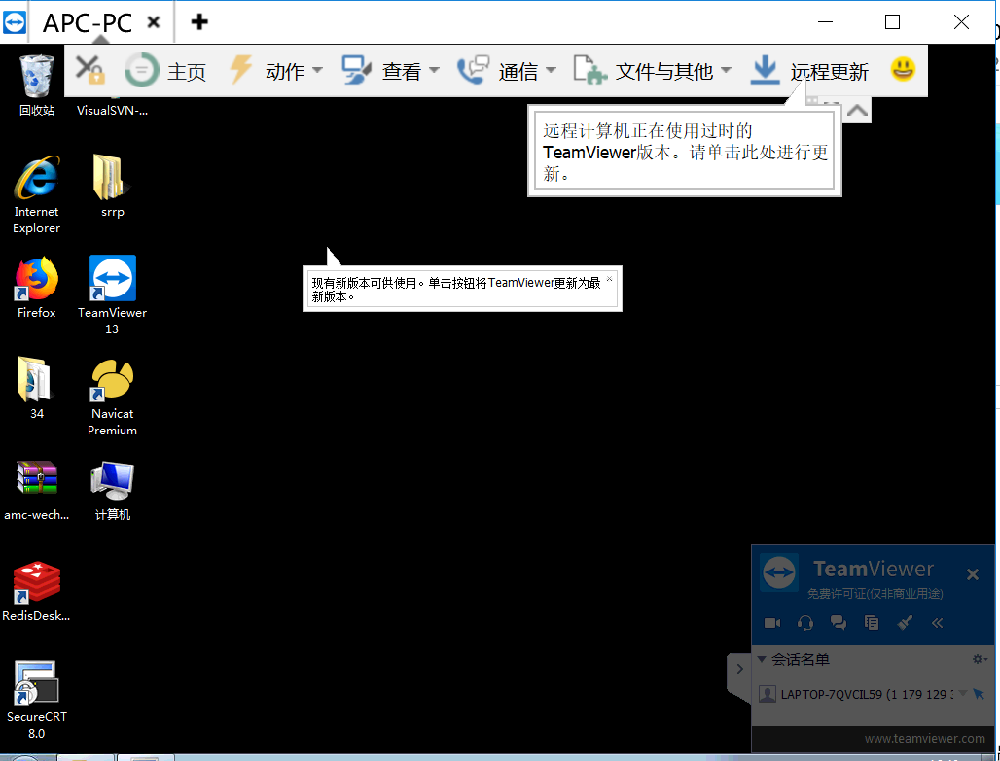 APC-PC
主页
动作
查看
通信
文件与其他
远程更新
远程计算机正在使用过时的
TeamViewer版本。请单击此处进行更
新。
现有新版本可供使用。单击按钮将TeamViewer更新为最
新版本。
回收站
VisualSVN-...
Internet
Explorer
srrp
Firefox
TeamViewer
13
34
Navicat
Premium
amc-wech...
计算机
RedisDesk...
SecureCRT
8.0
TeamViewer
免费许可证(仅非商业用途)
会话名单
LAPTOP-7QVCIL59 (1 179 129
www.teamviewer.com